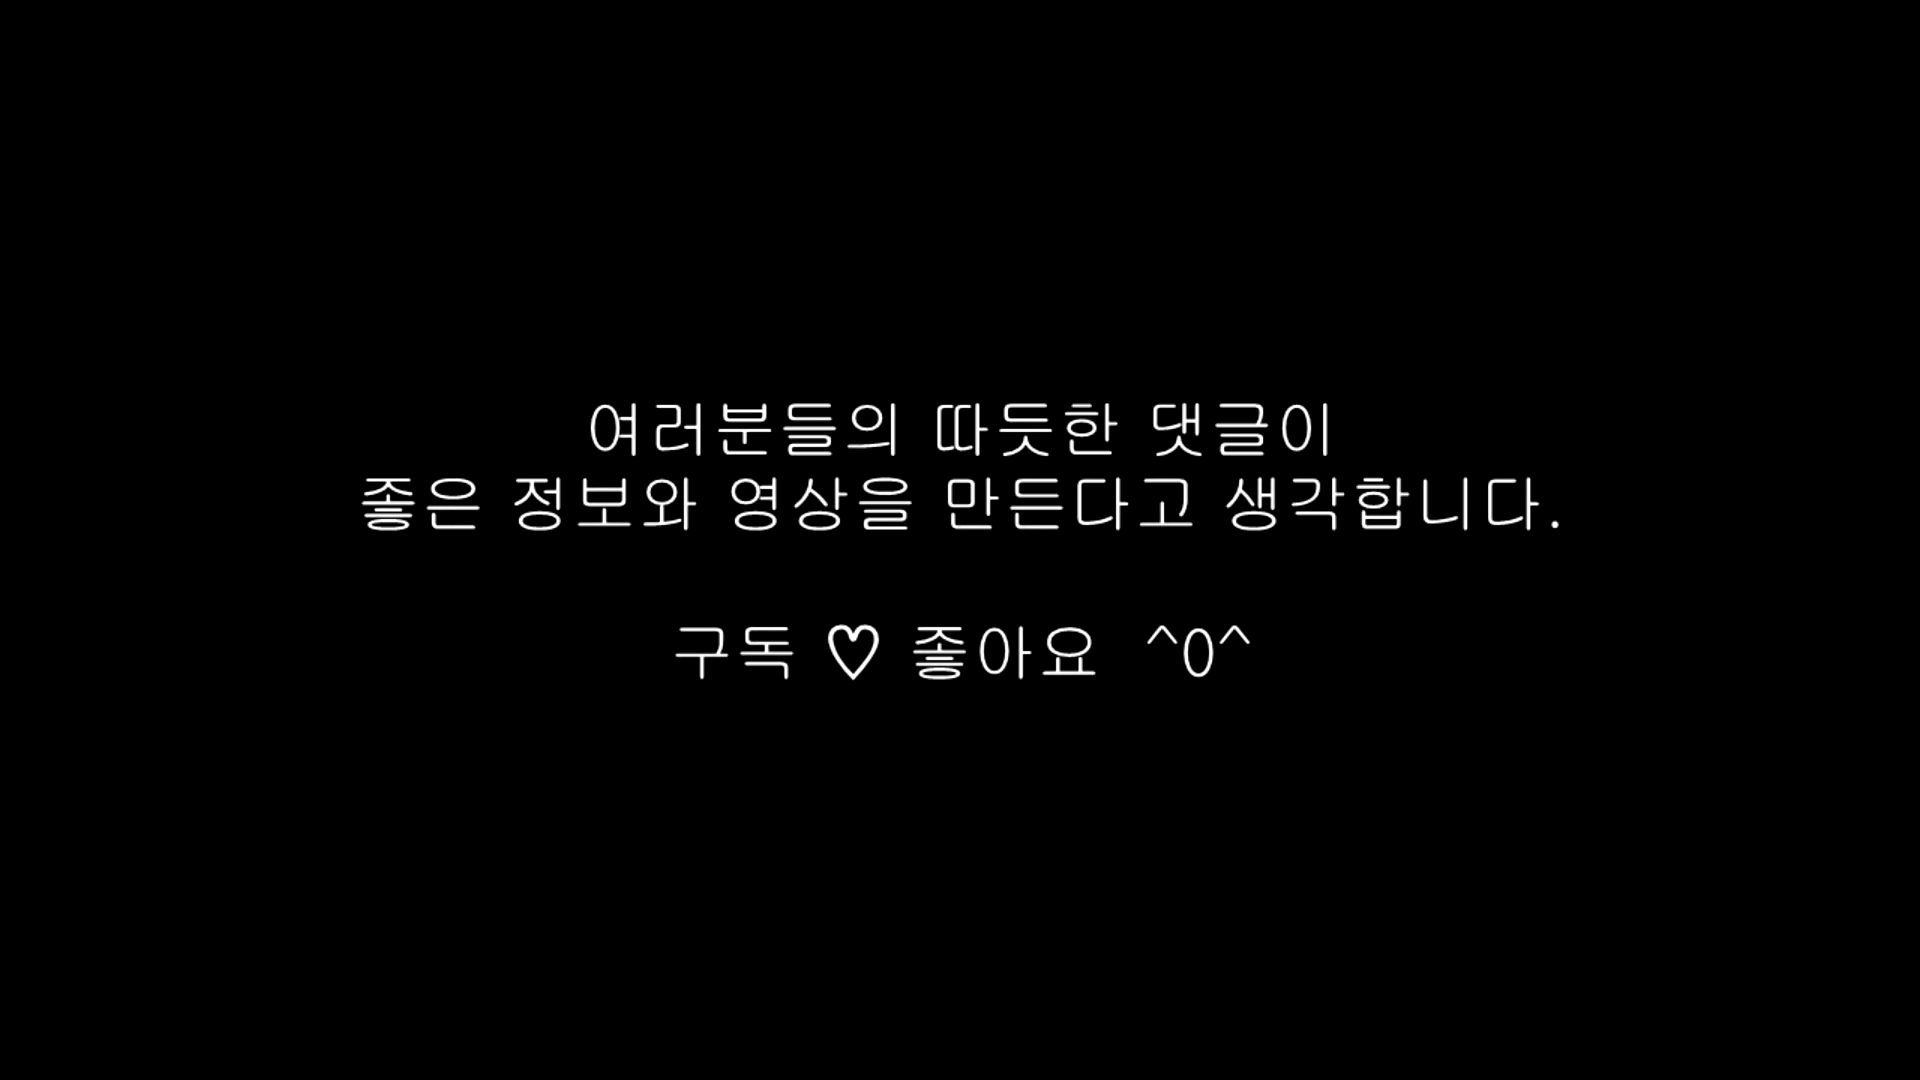 여러분들의 따듯한 댓글이
좋은 정보와 영상을 만든다고 생각합니다.
구독 ♡ 좋아요 ^0^